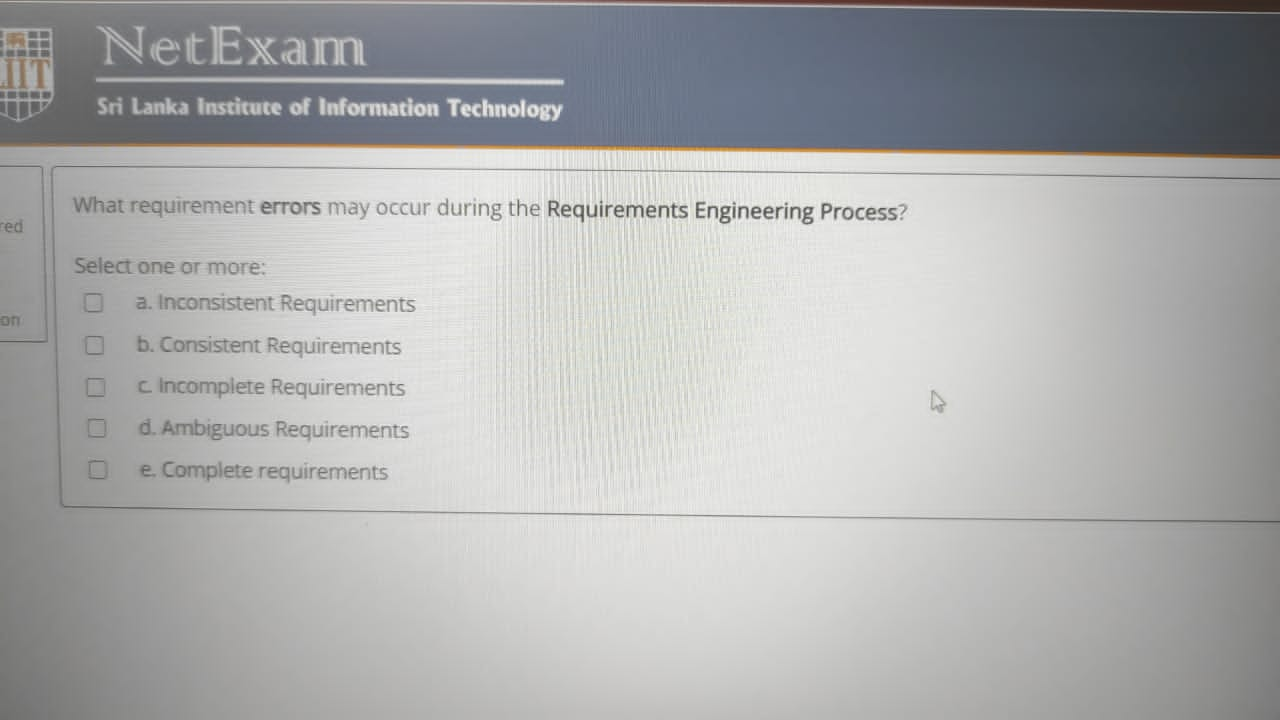 NetExam
IIT
Sri Lanka Institute of Information Technology
What requirement errors may occur during the Requirements Engineering Process?
red
Select one or more:
a. Inconsistent Requirements
on
b. Consistent Requirements
c. Incomplete Requirements
d. Ambiguous Requirements
e. Complete requirements